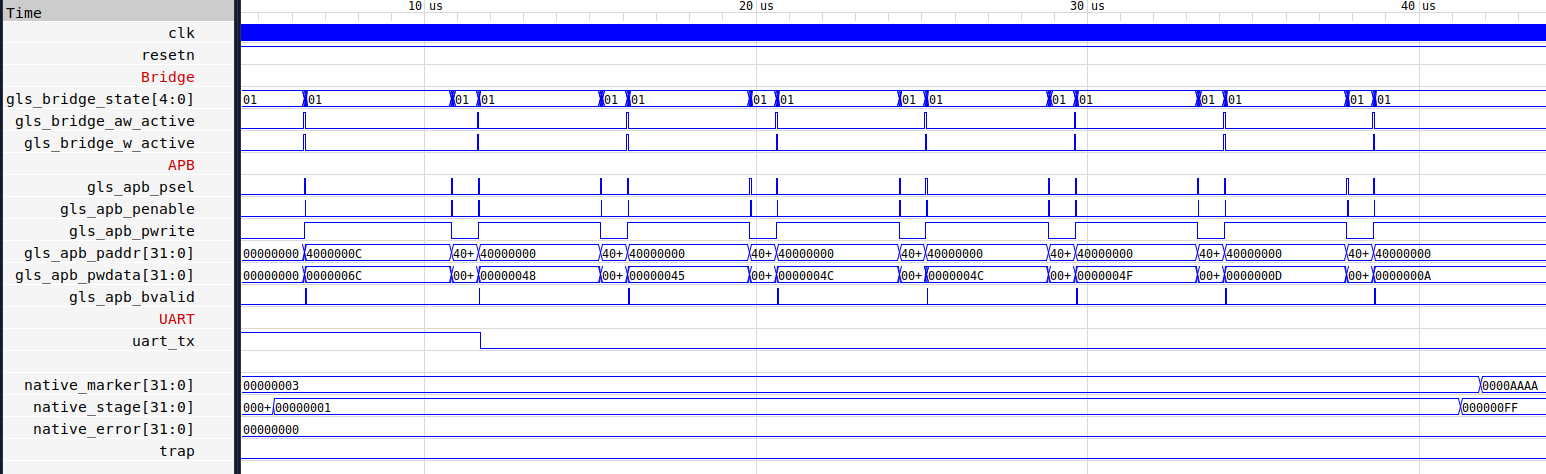 Time 10 us 20 us 30 us 40 us
clk
resetn
Bridge
gls_bridge_state[4:0] 01 01 01 01 01 01 01 01 01 01 01 01 01 01 01 01
gls_bridge_aw_active
gls_bridge_w_active
APB
gls_apb_psel
gls_apb_penable
gls_apb_pwrite
gls_apb_paddr[31:0] 00000000 4000000C 40+ 40000000 40+ 40000000 40+ 40000000 40+ 40000000 40+ 40000000 40+ 40000000 40+ 40000000
gls_apb_pwdata[31:0] 00000000 0000006C 00+ 00000048 00+ 00000045 00+ 0000004C 00+ 0000004C 00+ 0000004F 00+ 0000000D 00+ 0000000A
gls_apb_bvalid
UART
uart_tx
native_marker[31:0] 00000003 0000AAAA
native_stage[31:0] 000+ 00000001 000000FF
native_error[31:0] 00000000
trap